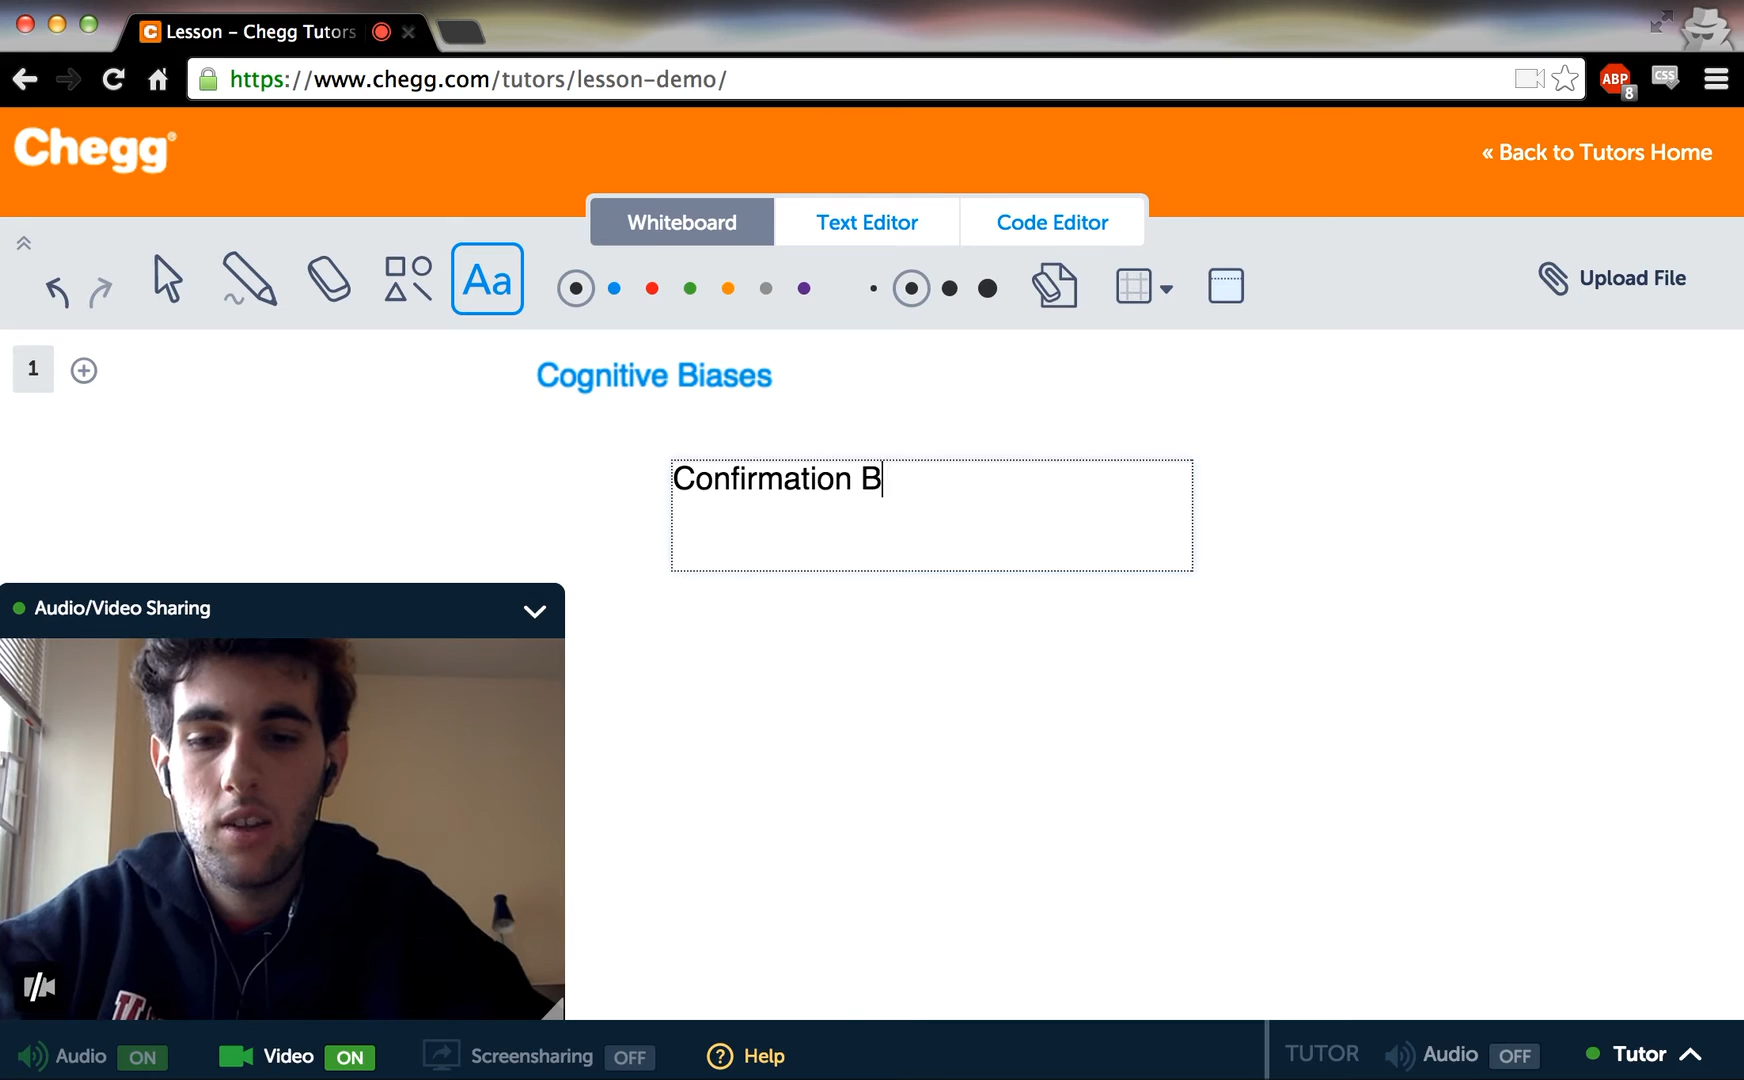 Lesson – Chegg Tutors
https://www.chegg.com/tutors/lesson-demo/
ABP
8
CSS
Chegg®
« Back to Tutors Home
Whiteboard
Text Editor
Code Editor
Aa
Upload File
1
Cognitive Biases
Confirmation B
Audio/Video Sharing
Audio ON
Video ON
Screensharing OFF
? Help
TUTOR
Audio OFF
Tutor